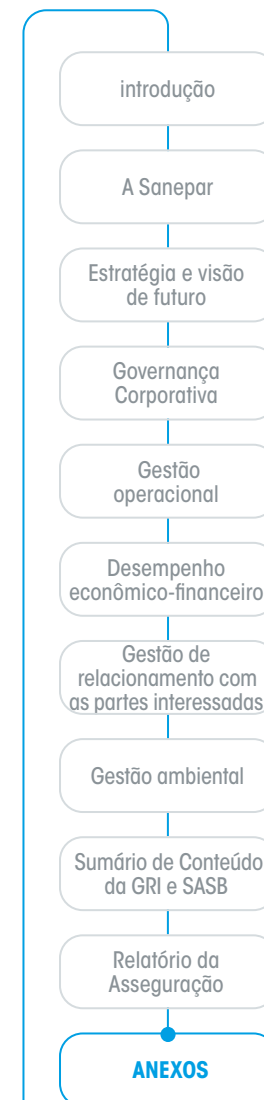 introdução
A Sanepar
Estratégia e visão
de futuro
Governança
Corporativa
Gestão
operacional
Desempenho
econômico-financeiro
Gestão de
relacionamento com
as partes interessadas
Gestão ambiental
Sumário de Conteúdo
da GRI e SASB
Relatório da
Asseguração
ANEXOS